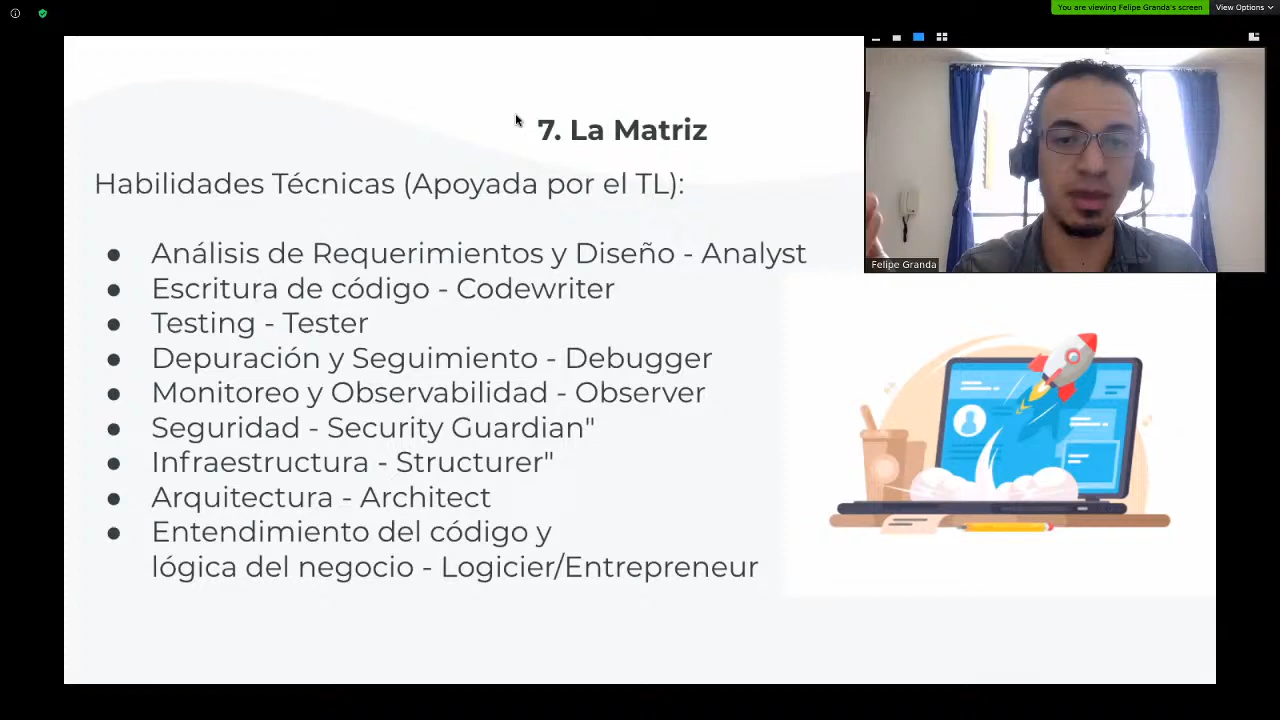 You are viewing Felipe Granda's screen
View Options
7. La Matriz
Habilidades Técnicas (Apoyada por el TL):
● Análisis de Requerimientos y Diseño - Analyst
● Escritura de código - Codewriter
● Testing - Tester
● Depuración y Seguimiento - Debugger
● Monitoreo y Observabilidad - Observer
● Seguridad - Security Guardian"
● Infraestructura - Structurer"
● Arquitectura - Architect
● Entendimiento del código y
lógica del negocio - Logicier/Entrepreneur
Felipe Granda